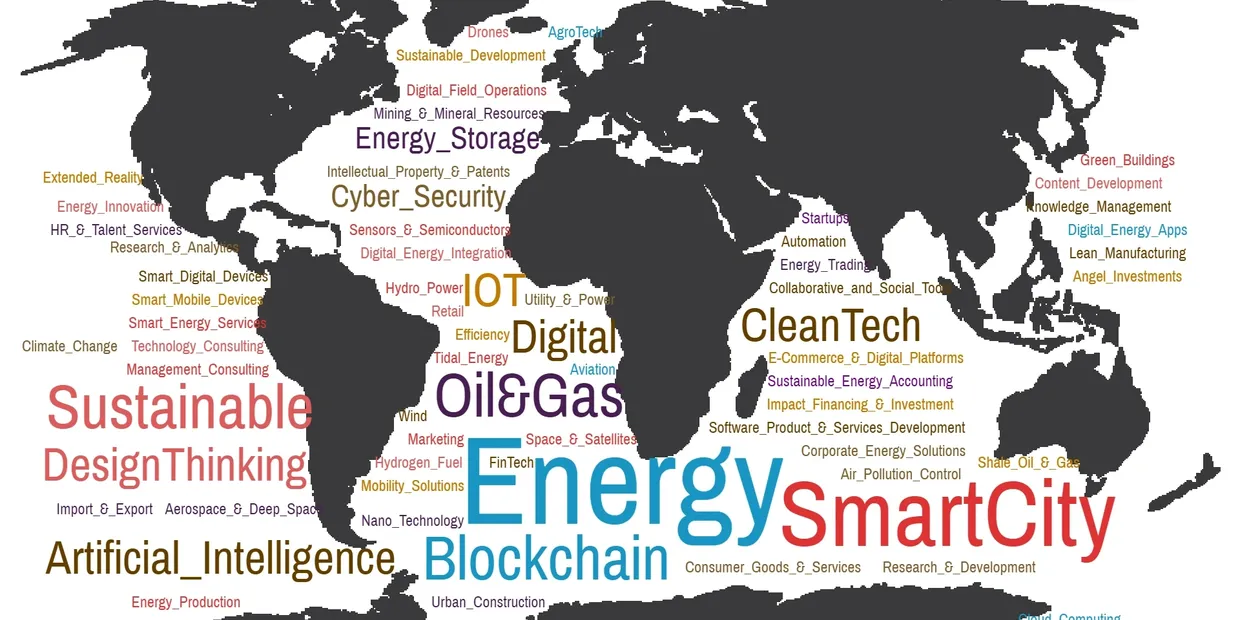 Drones
AgroTech
Sustainable_Development
Digital_Field_Operations
Mining_&_Mineral_Resources
Energy_Storage
Intellectual_Property_&_Patents
Cyber_Security
Sensors_&_Semiconductors
Digital_Energy_Integration
Hydro_Power
IOT
Utility_&_Power
Retail
Efficiency
Digital
Tidal_Energy
Aviation
Oil&Gas
Wind
Marketing
Space_&_Satellites
Hydrogen_Fuel
FinTech
Mobility_Solutions
Energy
Nano_Technology
Blockchain
Urban_Construction
Extended_Reality
Energy_Innovation
HR_&_Talent_Services
Research_&_Analytics
Smart_Digital_Devices
Smart_Mobile_Devices
Smart_Energy_Services
Climate_Change
Technology_Consulting
Management_Consulting
Sustainable
DesignThinking
Import_&_Export
Aerospace_&_Deep_Space
Artificial_Intelligence
Energy_Production
Green_Buildings
Content_Development
Knowledge_Management
Digital_Energy_Apps
Lean_Manufacturing
Angel_Investments
Startups
Automation
Energy_Trading
Collaborative_and_Social_Tools
CleanTech
E-Commerce_&_Digital_Platforms
Sustainable_Energy_Accounting
Impact_Financing_&_Investment
Software_Product_&_Services_Development
Corporate_Energy_Solutions
Shale_Oil_&_Gas
Air_Pollution_Control
SmartCity
Consumer_Goods_&_Services
Research_&_Development
Cloud_Computing